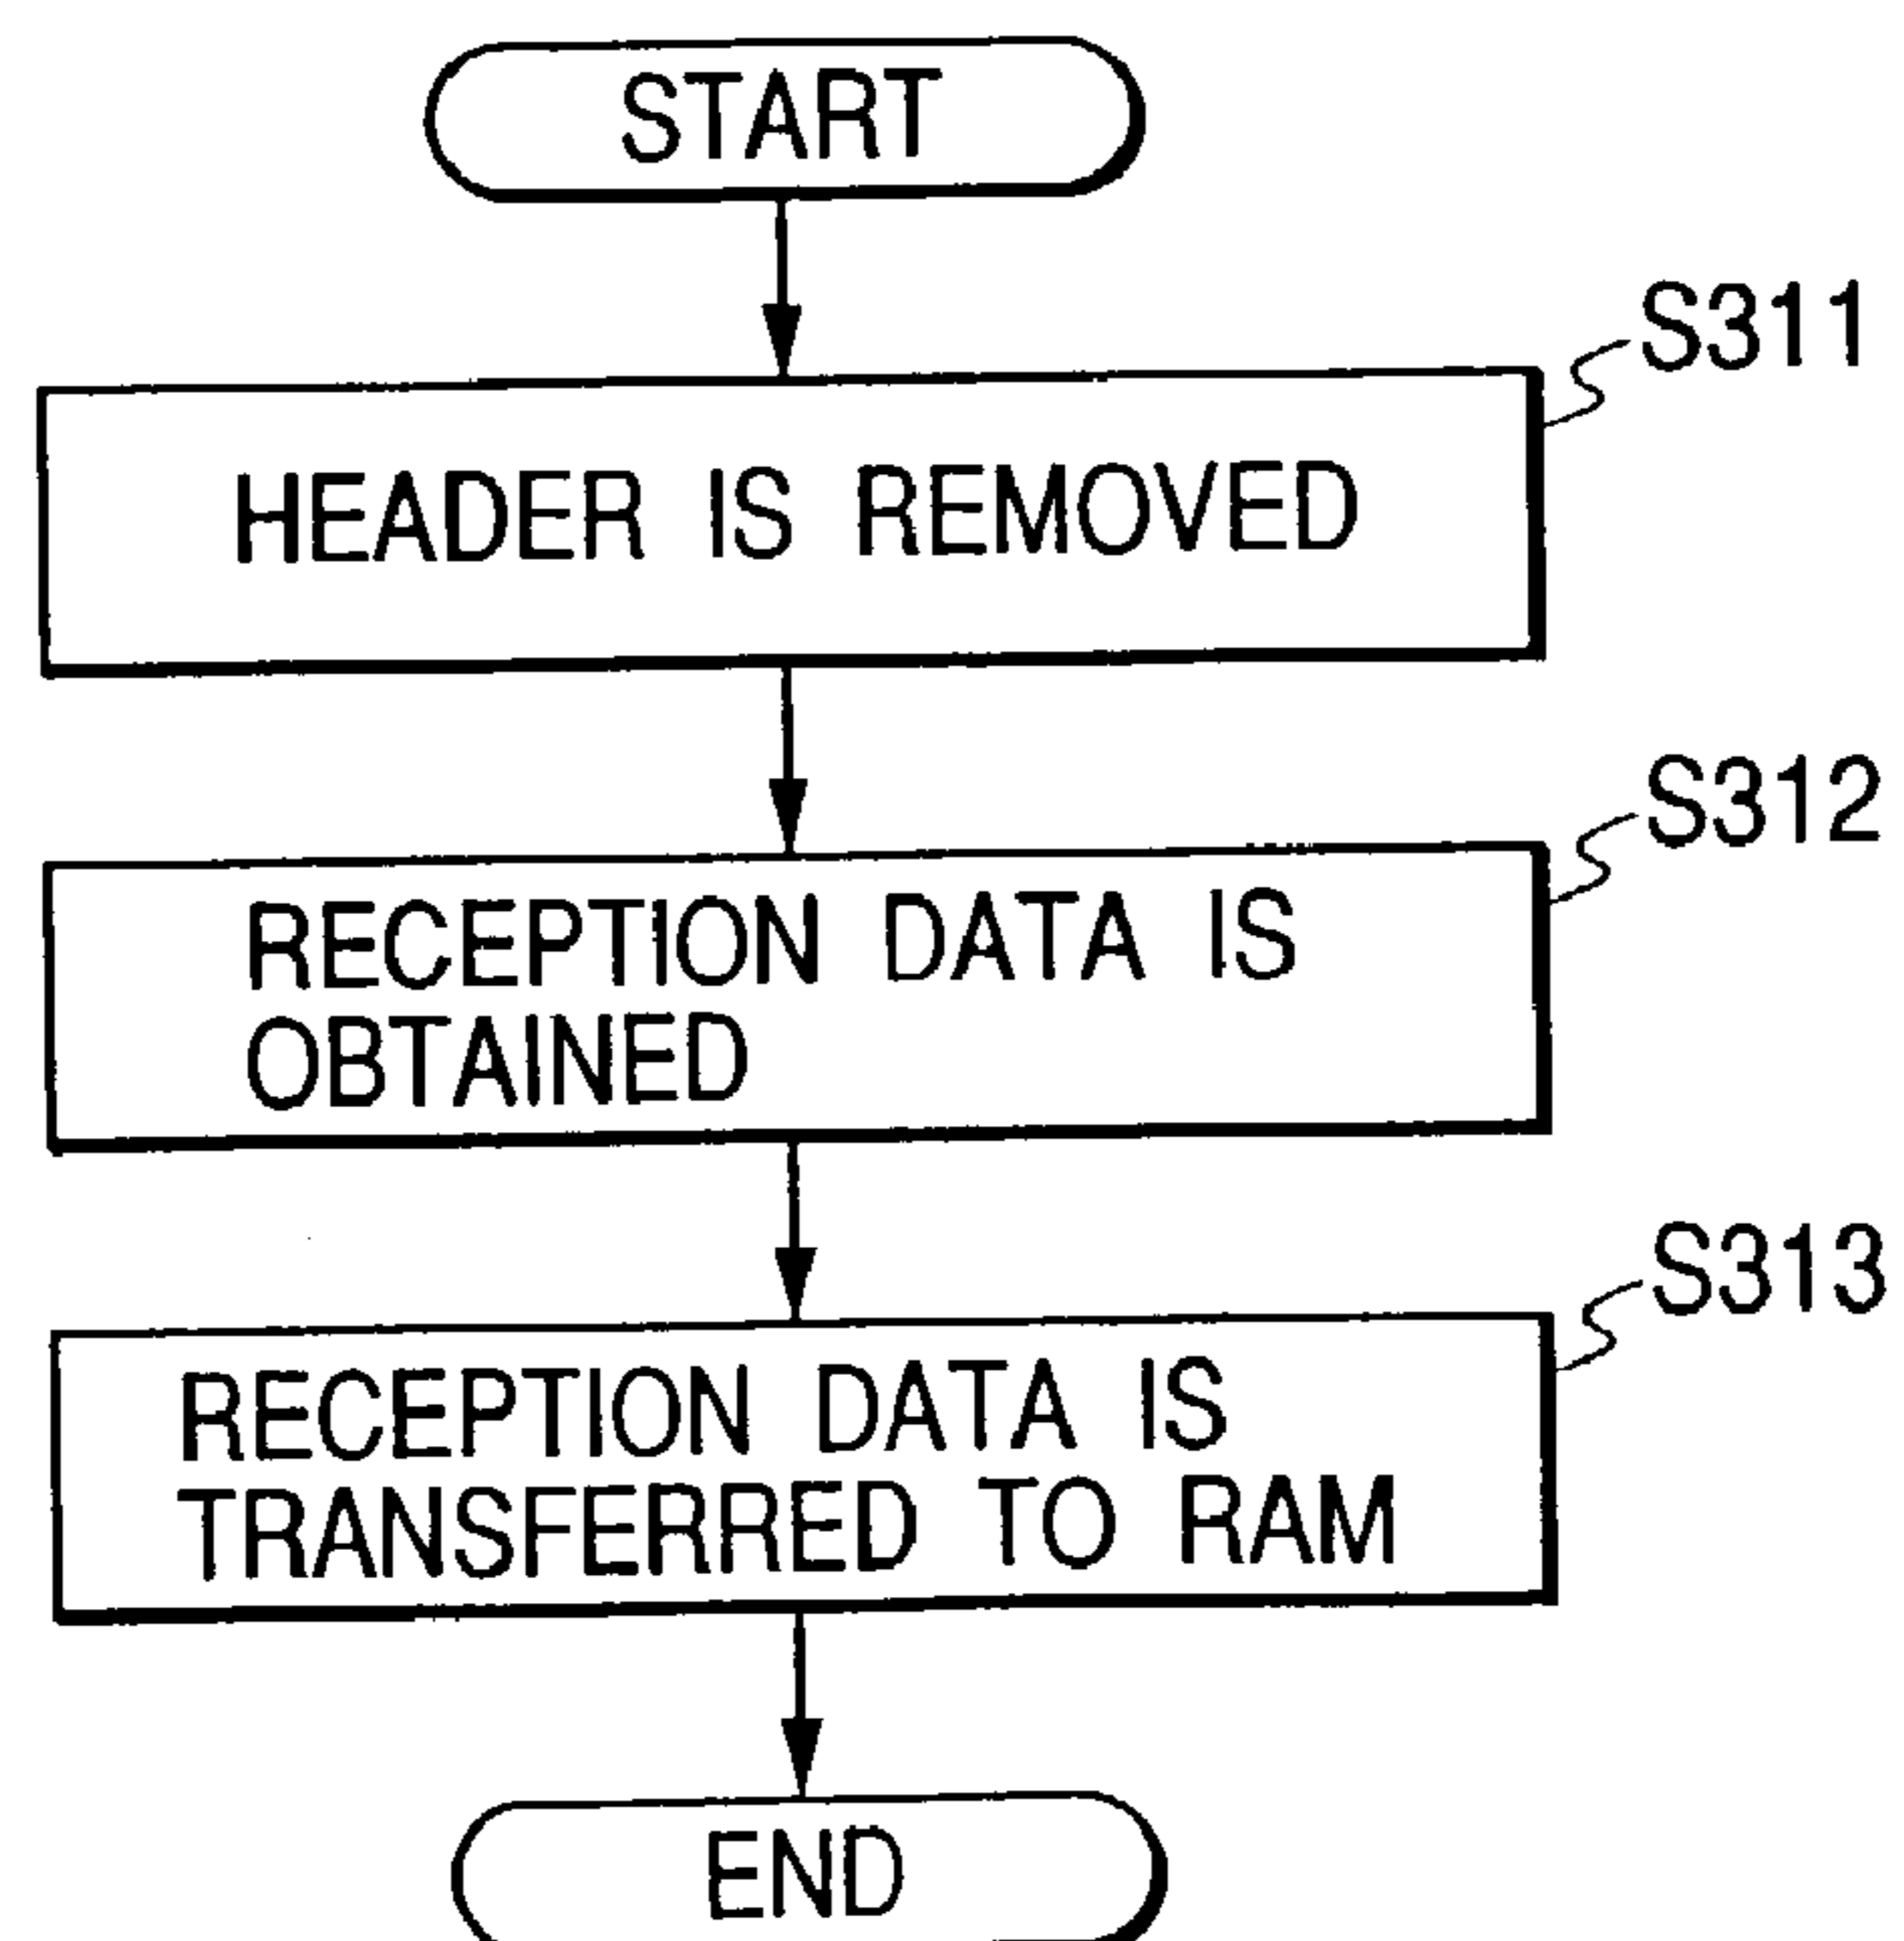 START
S311
HEADER IS REMOVED
S312
RECEPTION DATA IS
OBTAINED
S313
RECEPTION DATA IS
TRANSFERRED TO RAM
END